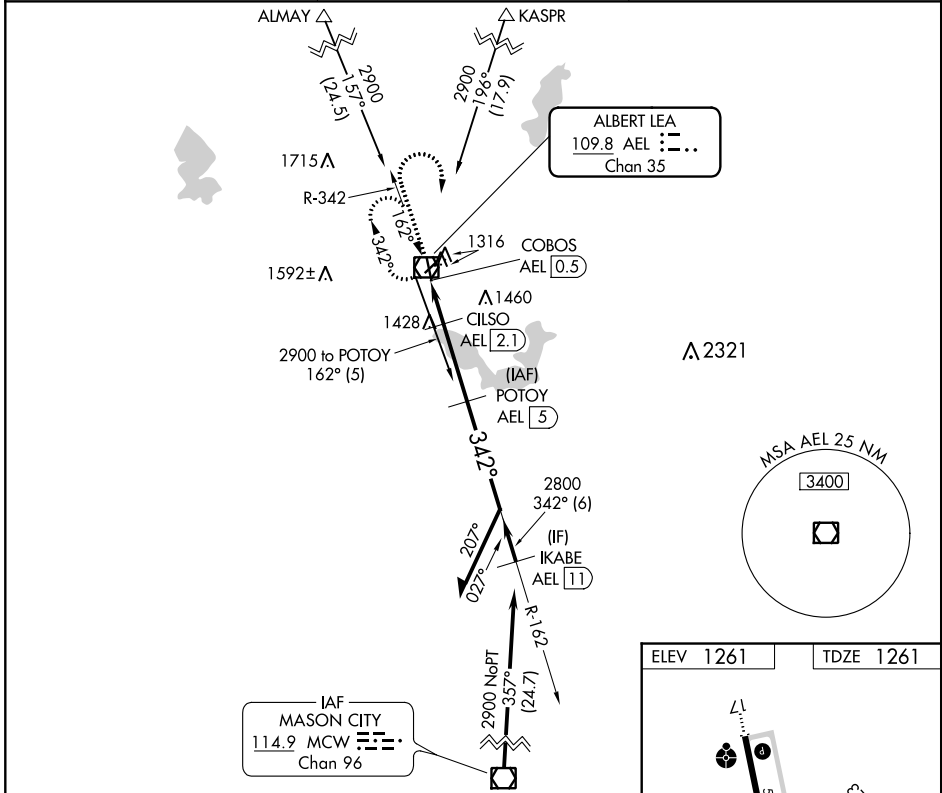 ALMAY
KASPR
2900
157°
(24.5)
2900
196°
(17.9)
ALBERT LEA
109.8 AEL
Chan 35
1715
R-342
162°
342°
1316
COBOS
AEL 0.5
1592±
1460
1428
CILSO
AEL 2.1
2900 to POTOY
162° (5)
2321
(IAF)
POTOY
AEL 5
342°
MSA AEL 25 NM
3400
2800
342° (6)
207°
027°
(IF)
IKABE
AEL 11
R-162
2900 NoPT
357°
(24.7)
IAF
MASON CITY
114.9 MCW
Chan 96
ELEV 1261
TDZE 1261
17
P